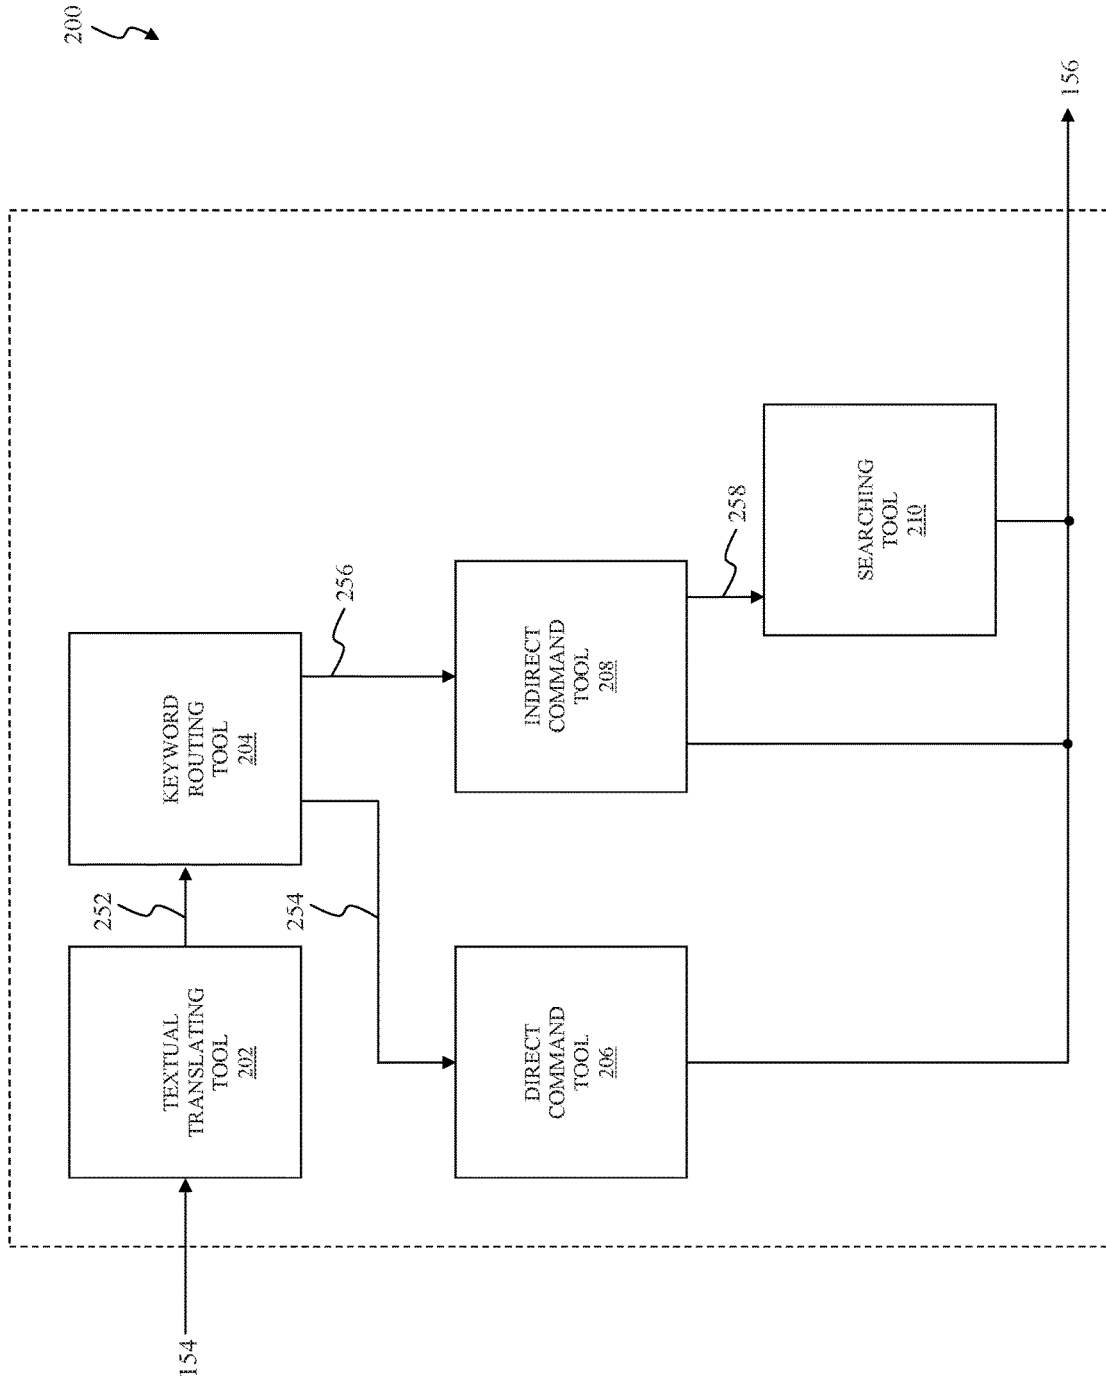 200
154
TEXTUAL
TRANSLATING
TOOL
202
252
KEYWORD
ROUTING
TOOL
204
254
256
DIRECT
COMMAND
TOOL
206
INDIRECT
COMMAND
TOOL
208
258
SEARCHING
TOOL
210
156